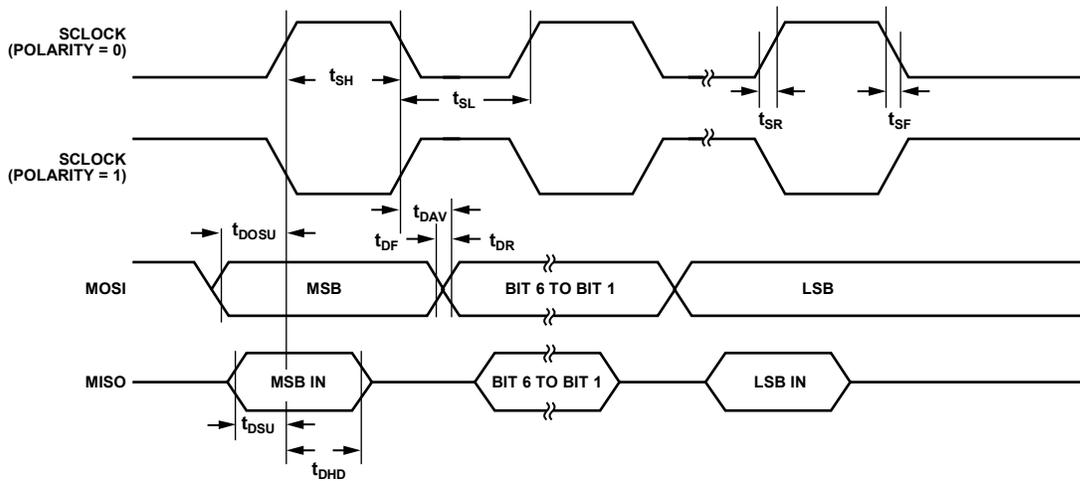 SCLOCK
(POLARITY = 0)
tSH
tSL
tSR
tSF
SCLOCK
(POLARITY = 1)
tDAV
tDOSU
tDF
tDR
MOSI
MSB
BIT 6 TO BIT 1
LSB
MISO
MSB IN
BIT 6 TO BIT 1
LSB IN
tDSU
tDHD